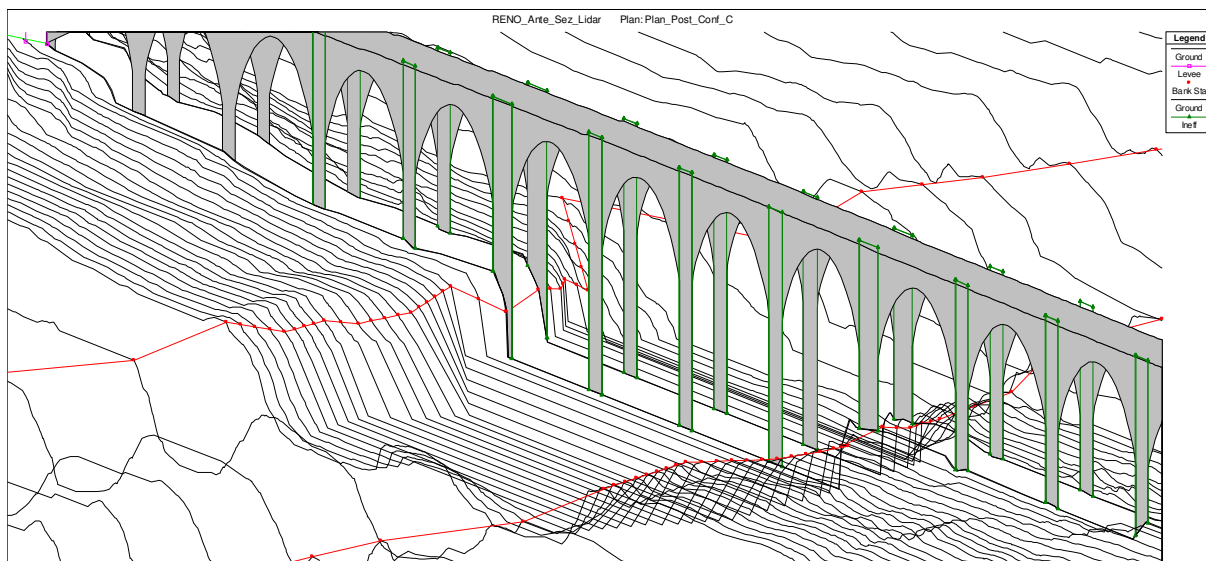 RENO_Ante_Sez_Lidar Plan: Plan_Post_Conf_C
Legend
Ground
Levee
Bank Sta
Ground
Ineff